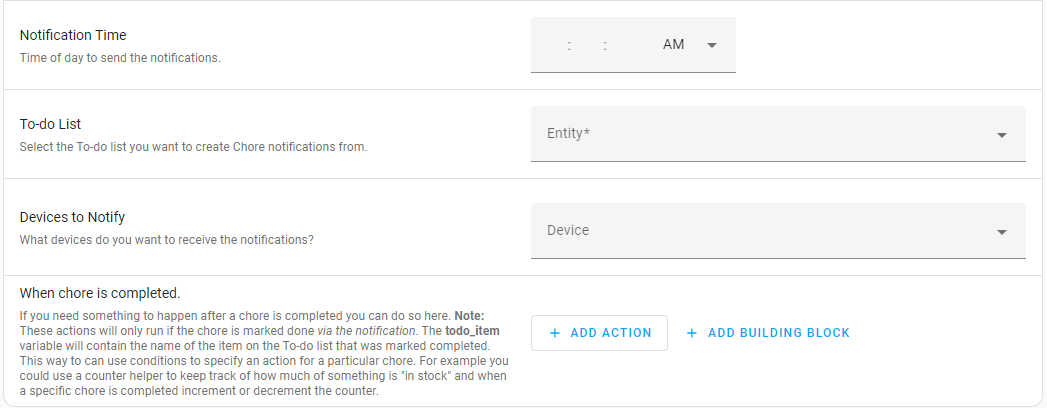 Notification Time
Time of day to send the notifications.
: : AM
To-do List
Select the To-do list you want to create Chore notifications from.
Entity*
Devices to Notify
What devices do you want to receive the notifications?
Device
When chore is completed.
If you need something to happen after a chore is completed you can do so here. Note:
These actions will only run if the chore is marked done via the notification. The todo_item
variable will contain the name of the item on the To-do list that was marked completed.
This way to can use conditions to specify an action for a particular chore. For example you
could use a counter helper to keep track of how much of something is "in stock" and when
a specific chore is completed increment or decrement the counter.
+ ADD ACTION
+ ADD BUILDING BLOCK